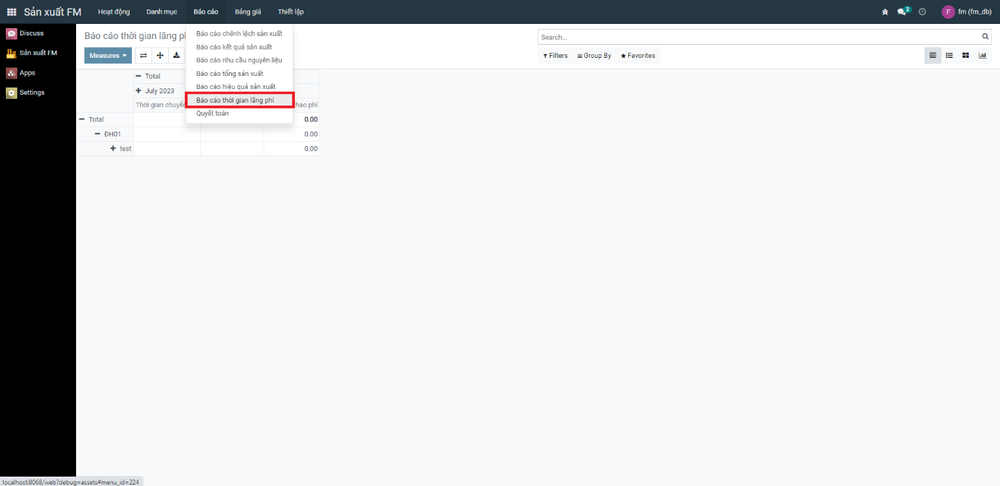 Sản xuất FM Hoạt động Danh mục Báo cáo Bảng giá Thiết lập 2 F fm (fm_db)
Discuss
Sản xuất FM
Apps
Settings
Báo cáo thời gian lãng
Search...
Measures
Filters Group By Favorites
Báo cáo chênh lệch sản xuất
Báo cáo kết quả sản xuất
Báo cáo nhu cầu nguyên liệu
Báo cáo tổng sản xuất
Báo cáo hiệu quả sản xuất
Báo cáo thời gian lãng phí
Quyết toán
Total
July 2023
Thời gian chuyển hao phí
Total 0.00
ĐH01 0.00
test 0.00
localhost:8068/web?debug=assets#menu_id=224